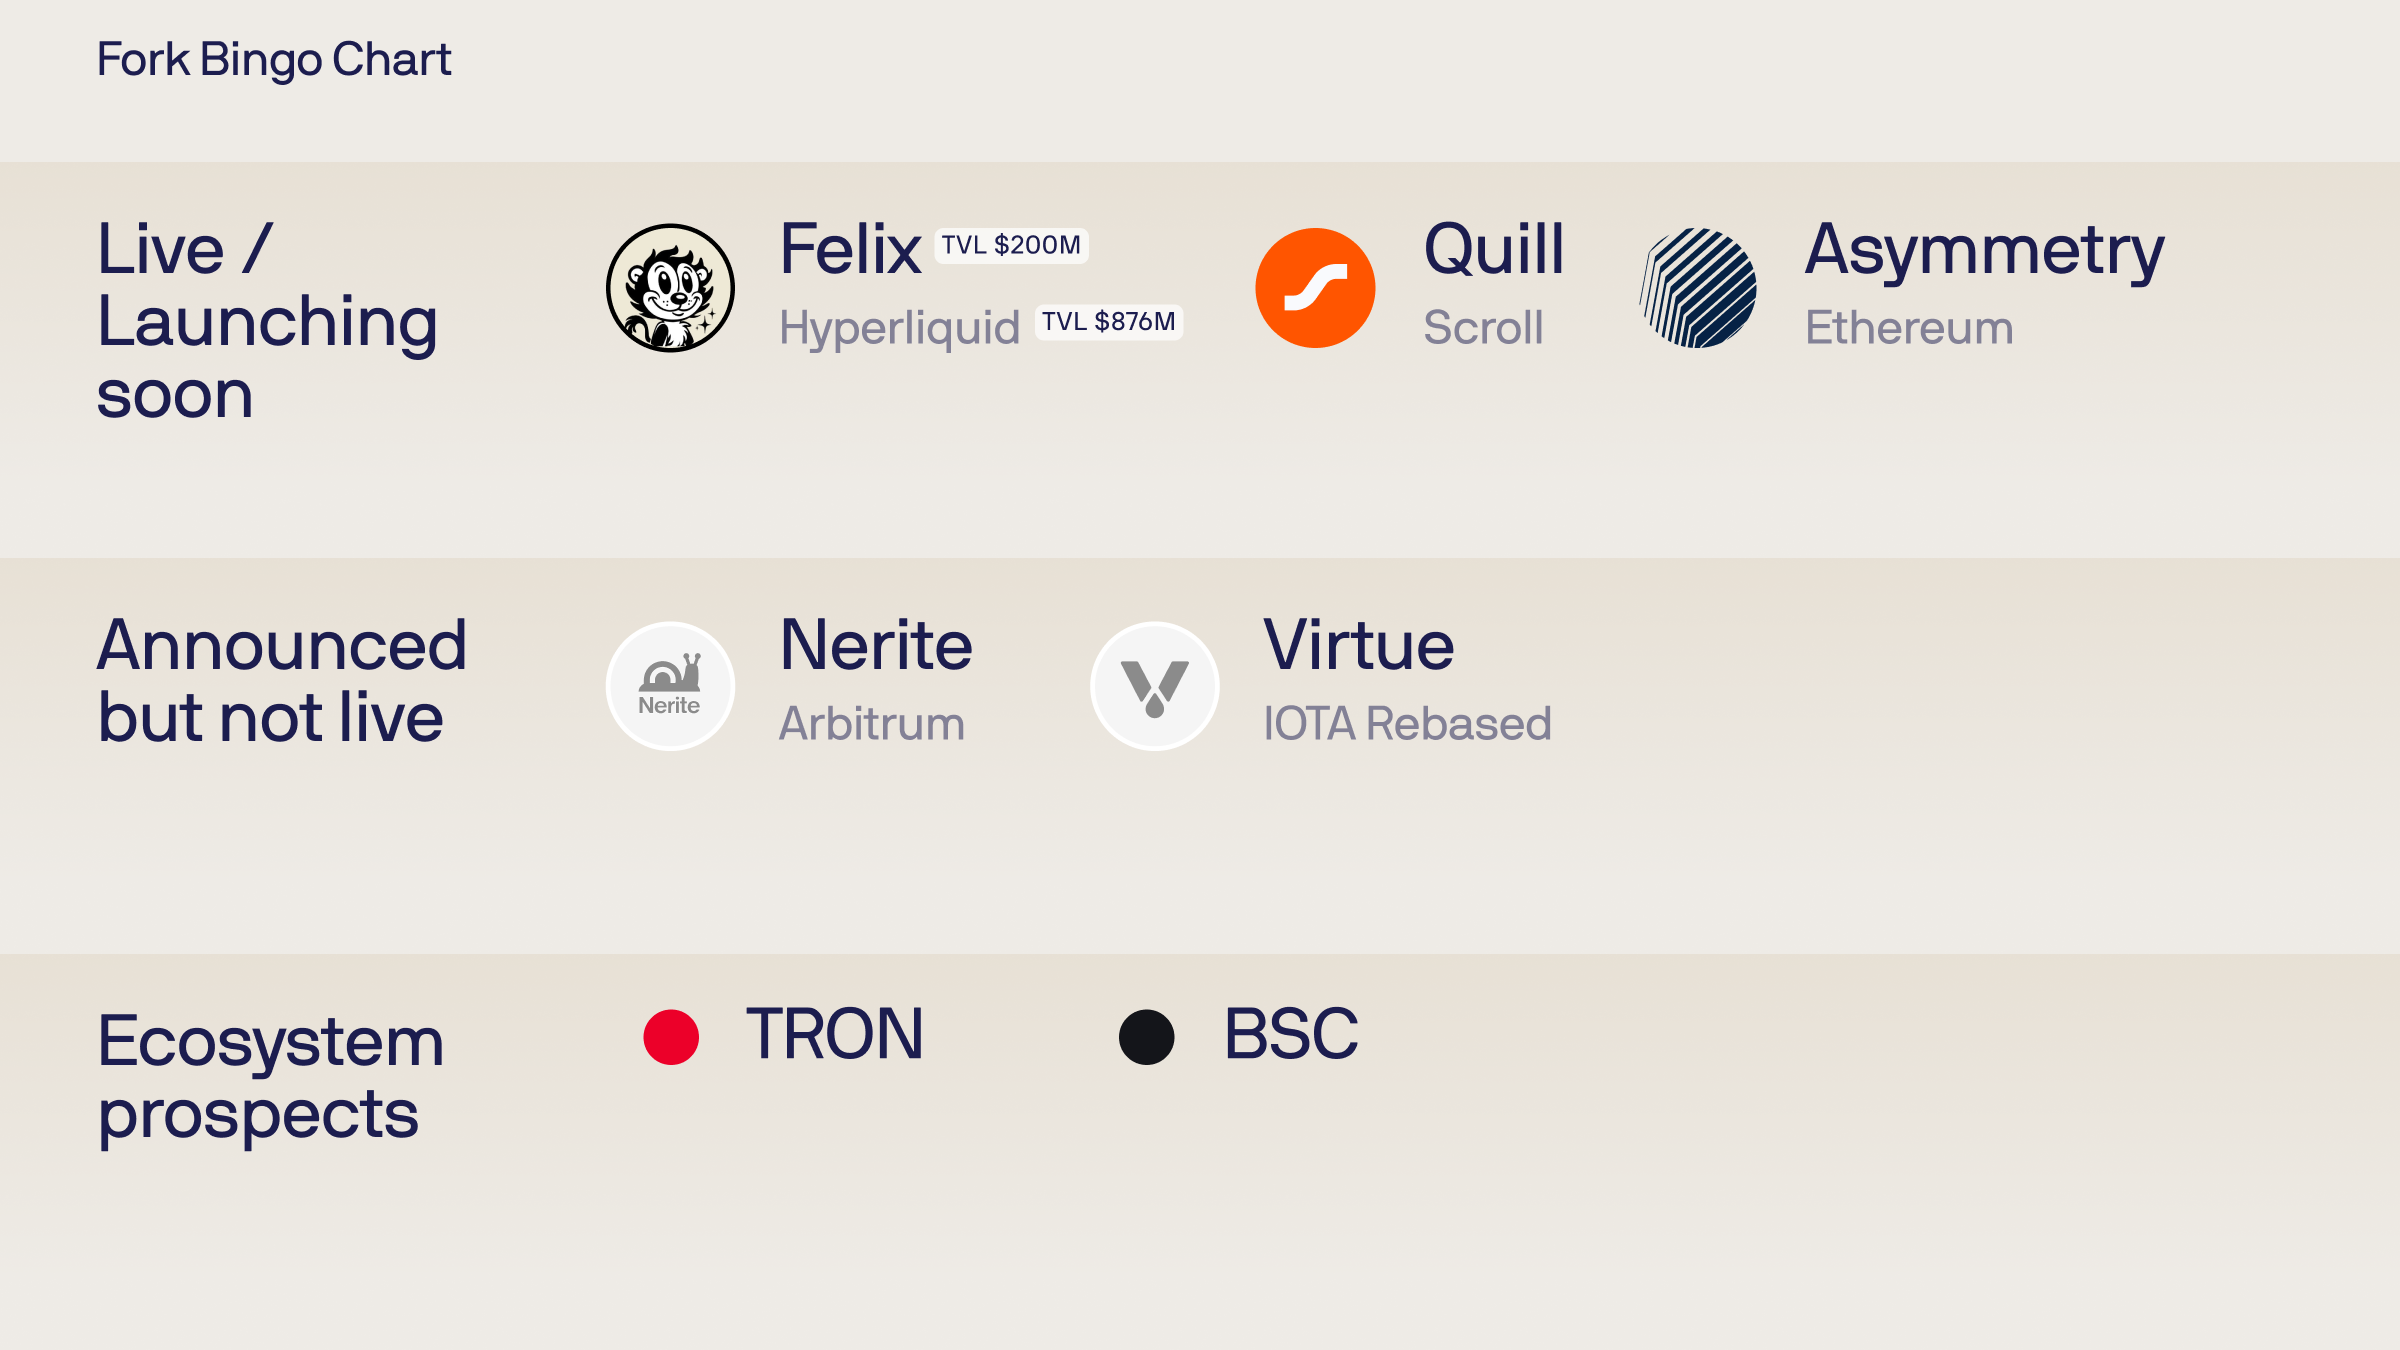 Fork Bingo Chart
Live /
Launching
soon
Felix TVL $200M
Hyperliquid TVL $876M
Quill
Scroll
Asymmetry
Ethereum
Announced
but not live
Nerite
Nerite
Arbitrum
Virtue
IOTA Rebased
Ecosystem
prospects
TRON
BSC